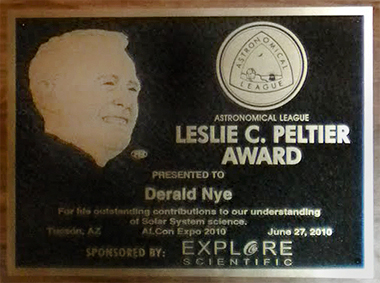 ASTRONOMICAL
LEAGUE
ASTRONOMICAL LEAGUE
LESLIE C. PELTIER
AWARD
PRESENTED TO
Derald Nye
For his outstanding contributions to our understanding
of Solar System science.
Tucson, AZ ALCon Expo 2010 June 27, 2010
SPONSORED BY: EXPLORE
SCIENTIFIC